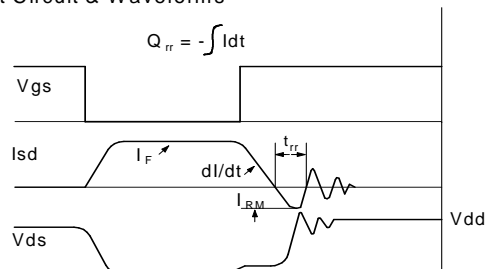 t Circuit & Waveforms
Q rr = - ∫ Idt
Vgs
Isd
I F
dI/dt
t rr
I RM
Vds
Vdd